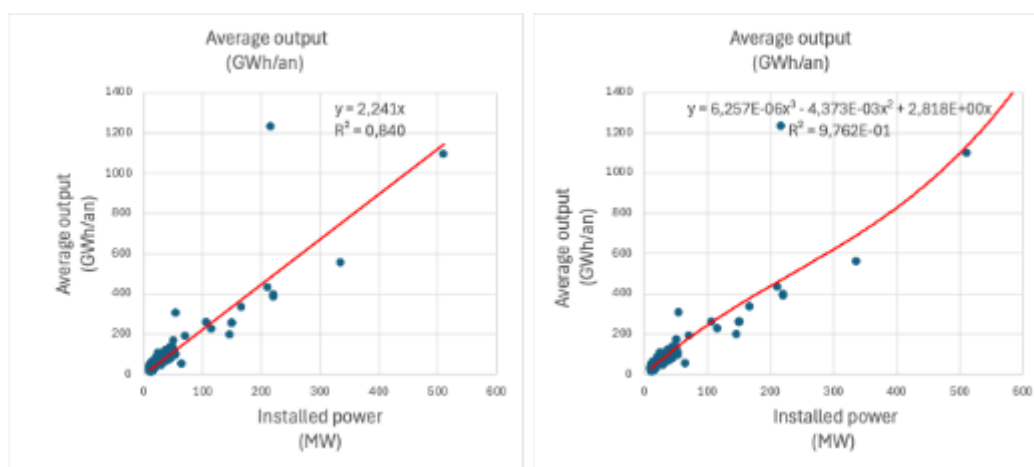 Average output
(GWh/an)
y = 2,241x
R² = 0,840
1400
1200
1000
800
600
400
200
0
0 100 200 300 400 500 600
Average output
(GWh/an)
Installed power
(MW)
Average output
(GWh/an)
y = 6,257E-06x³ - 4,373E-03x² + 2,818E+00x
R² = 9,762E-01
1400
1200
1000
800
600
400
200
0
0 100 200 300 400 500 600
Average output
(GWh/an)
Installed power
(MW)